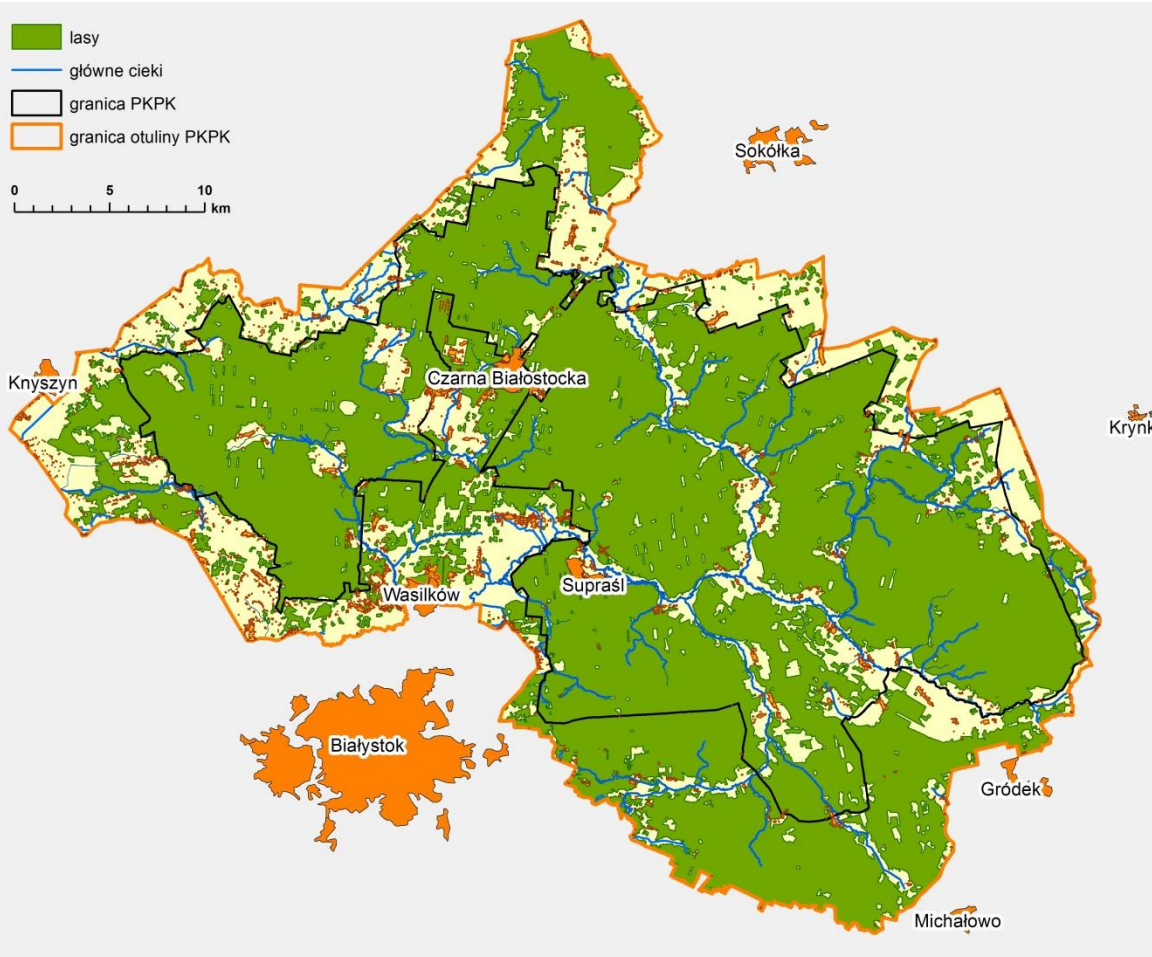 lasy
główne cieki
granica PKPK
granica otuliny PKPK
0 5 10
km
Sokółka
Knyszyn
Czarna Białostocka
Krynk
Wasilków
Supraśl
Białystok
Gródek
Michałowo